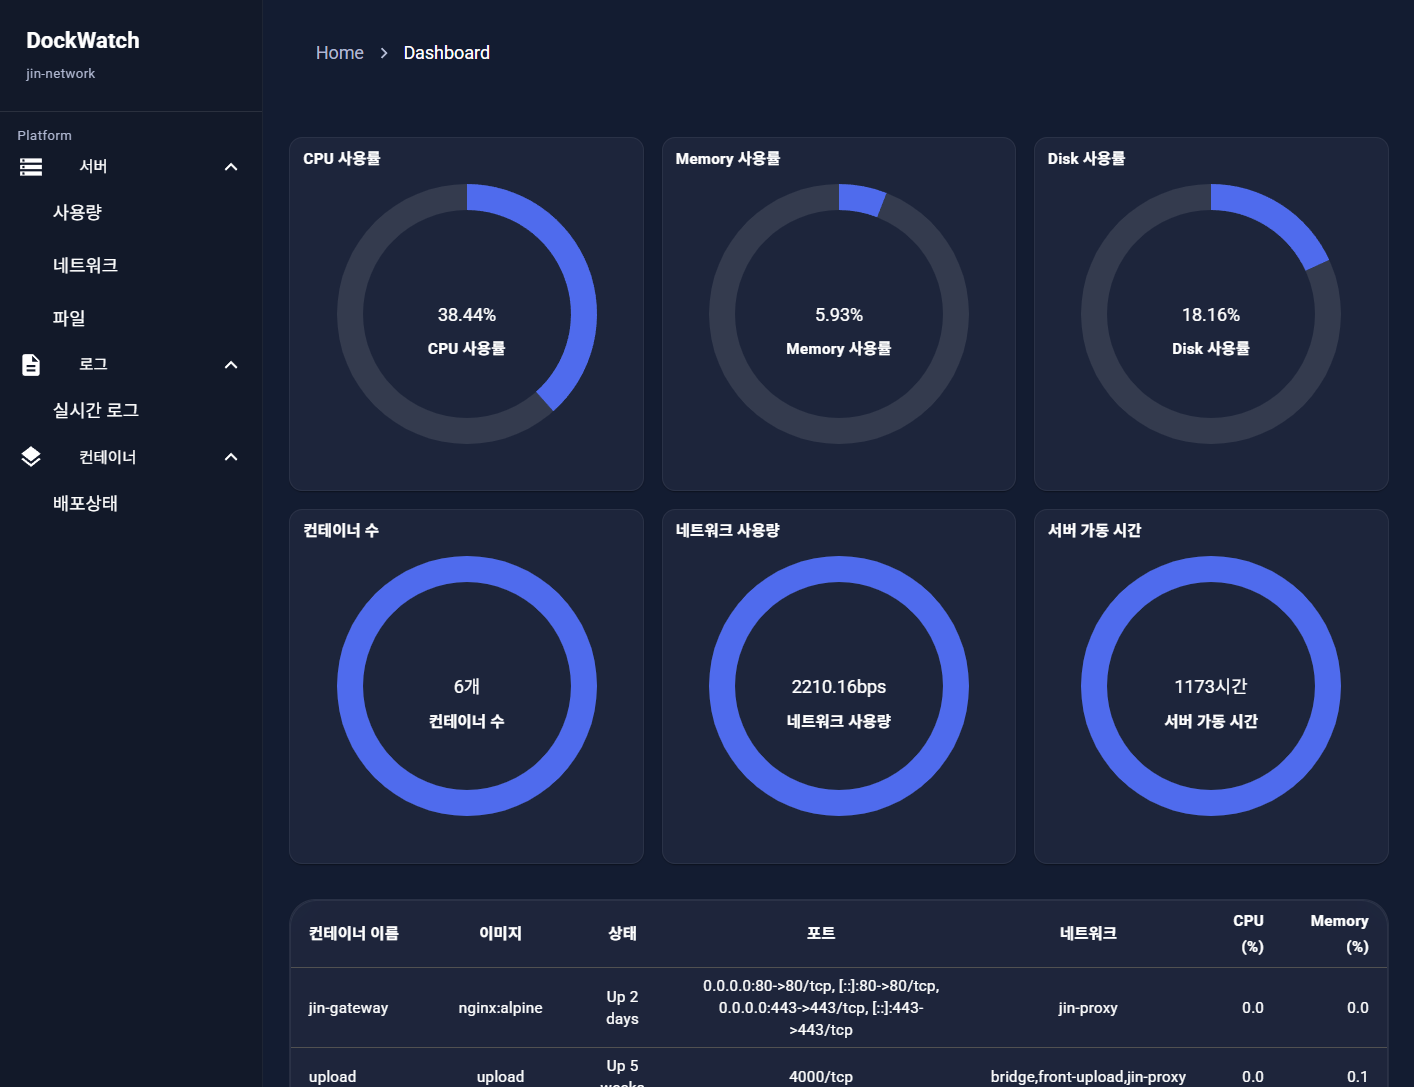 DockWatch
jin-network
Platform
서버
사용량
네트워크
파일
로그
실시간 로그
컨테이너
배포상태
Home > Dashboard
CPU 사용률
38.44%
CPU 사용률
Memory 사용률
5.93%
Memory 사용률
Disk 사용률
18.16%
Disk 사용률
컨테이너 수
6개
컨테이너 수
네트워크 사용량
2210.16bps
네트워크 사용량
서버 가동 시간
1173시간
서버 가동 시간
컨테이너 이름 이미지 상태 포트 네트워크 CPU (%) Memory (%)
jin-gateway nginx:alpine Up 2 days
0.0.0.0:80->80/tcp, [::]:80->80/tcp,
0.0.0.0:443->443/tcp, [::]:443-
>443/tcp
jin-proxy 0.0 0.0
upload upload Up 5 weeks 4000/tcp bridge,front-upload,jin-proxy 0.0 0.1